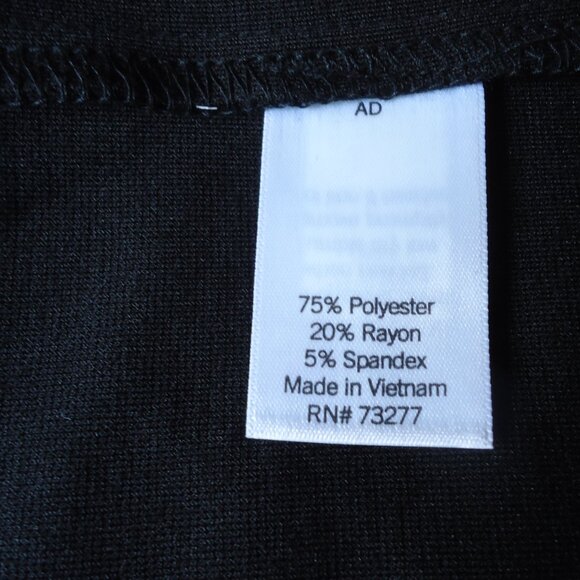 AD
75% Polyester
20% Rayon
5% Spandex
Made in Vietnam
RN# 73277